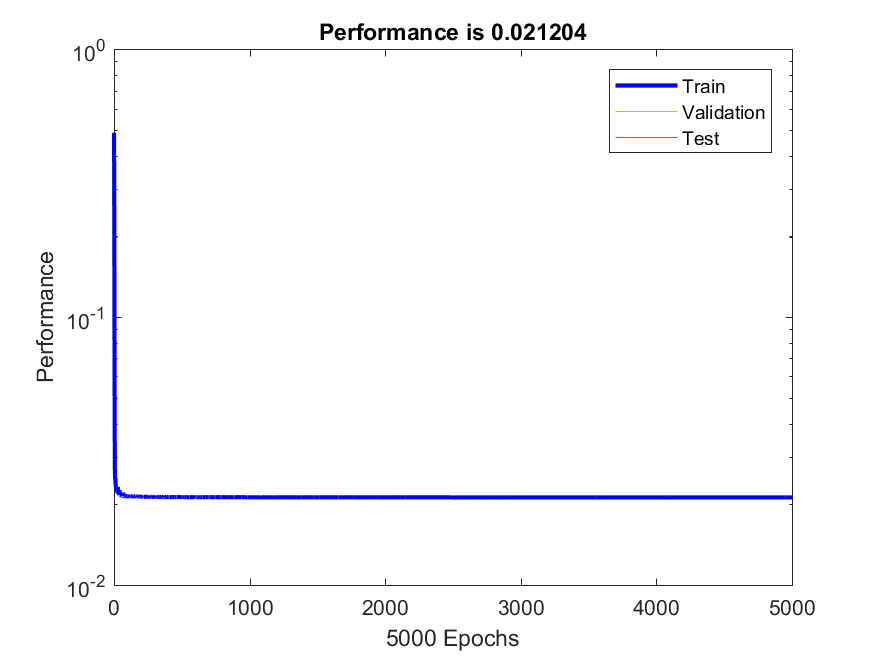 Performance is 0.021204
10^0
Train
Validation
Test
Performance
10^-1
10^-2
0 1000 2000 3000 4000 5000
5000 Epochs